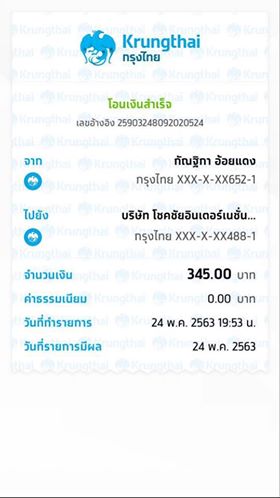 Krungthai
กรุงไทย
โอนเงินสำเร็จ
เลขอ้างอิง 25903248092020524
จาก กัณฐิกา อ้อยแดง
กรุงไทย XXX-X-XX652-1
ไปยัง บริษัท โชคชัยอินเตอร์เนชั่น...
กรุงไทย XXX-X-XX488-1
จำนวนเงิน 345.00 บาท
ค่าธรรมเนียม 0.00 บาท
วันที่ทำรายการ 24 พ.ค. 2563 19:53 น.
วันที่รายการมีผล 24 พ.ค. 2563